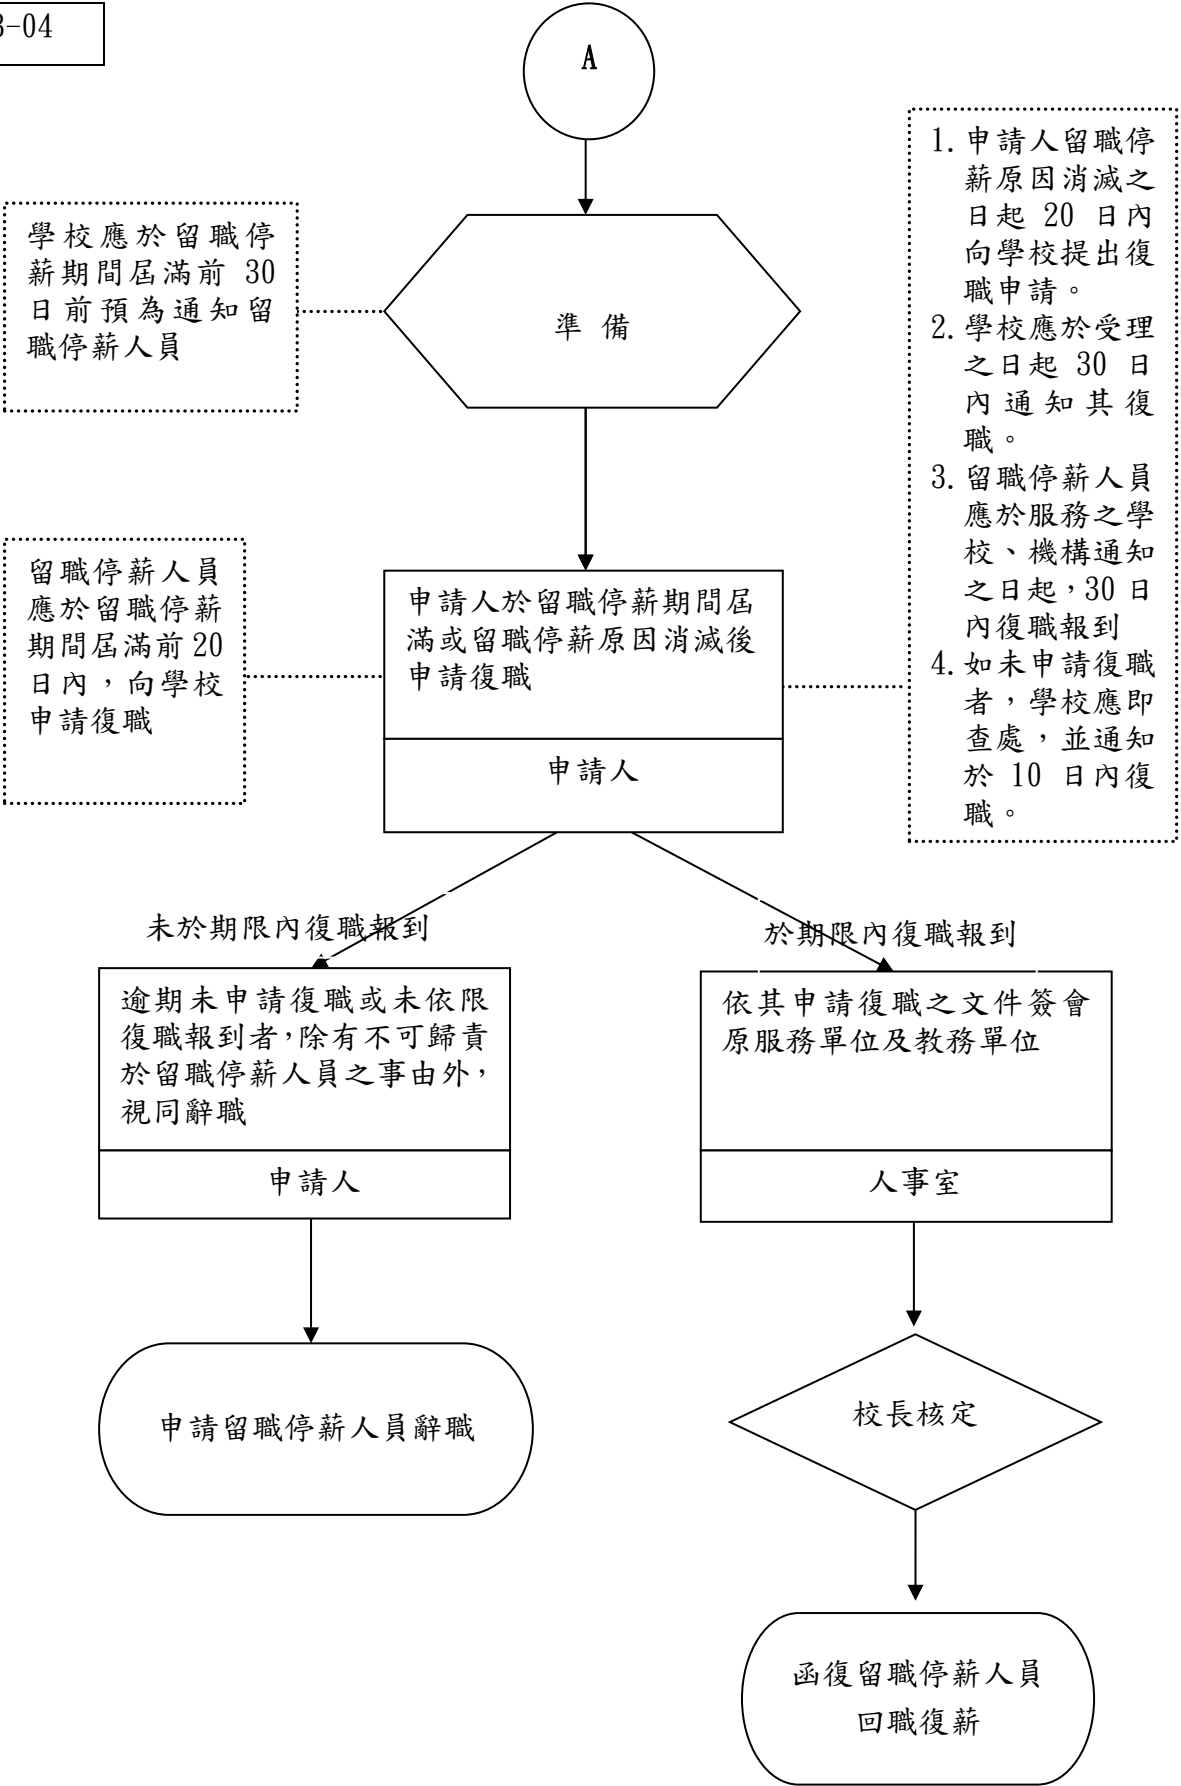 3-04
A
學校應於留職停
薪期間屆滿前 30
日前預為通知留
職停薪人員
準 備
1. 申請人留職停
薪原因消滅之
日起 20 日內
向學校提出復
職申請。
2. 學校應於受理
之日起 30 日
內通知其復
職。
3. 留職停薪人員
應於服務之學
校、機構通知
之日起，30 日
內復職報到
4. 如未申請復職
者，學校應即
查處，並通知
於 10 日內復
職。
留職停薪人員
應於留職停薪
期間屆滿前 20
日內，向學校
申請復職
申請人於留職停薪期間屆
滿或留職停薪原因消滅後
申請復職
申請人
未於期限內復職報到
於期限內復職報到
逾期未申請復職或未依限
復職報到者，除有不可歸責
於留職停薪人員之事由外，
視同辭職
申請人
依其申請復職之文件簽會
原服務單位及教務單位
人事室
申請留職停薪人員辭職
校長核定
函復留職停薪人員
回職復薪